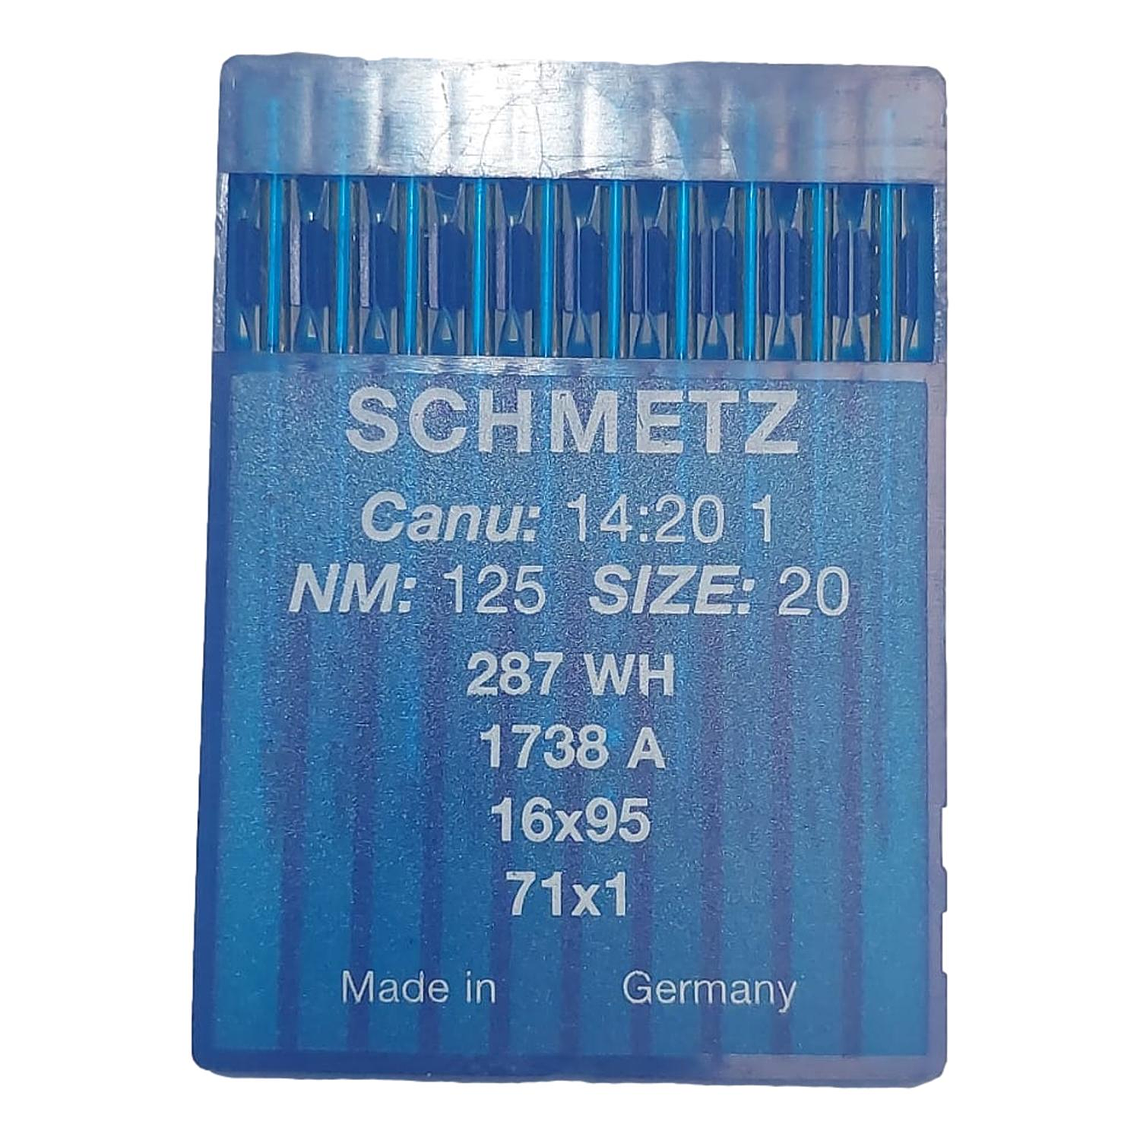 SCHMETZ
Canu: 14:20 1
NM: 125 SIZE: 20
287 WH
1738 A
16x95
71x1
Made in Germany